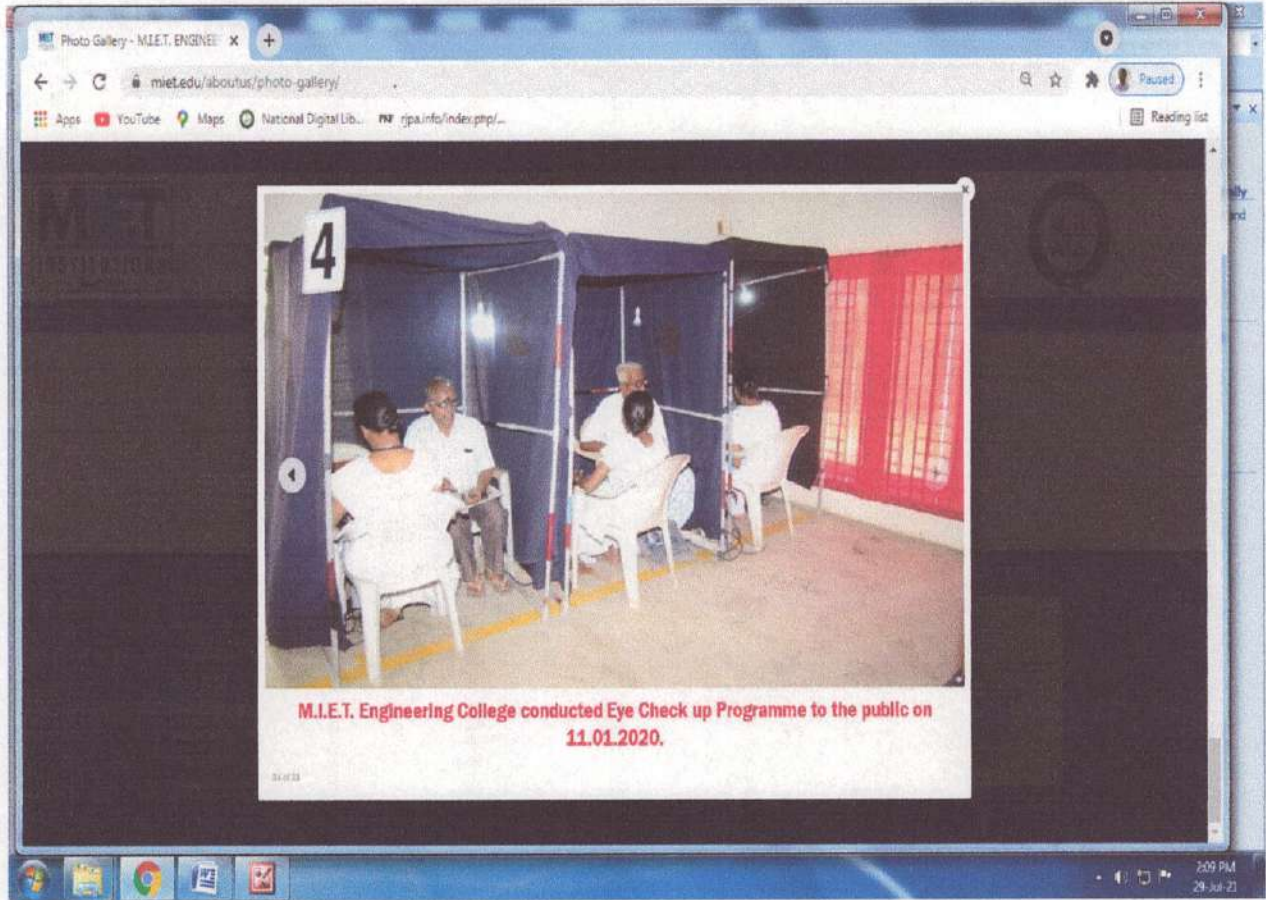 Photo Gallery - M.I.E.T. ENGINEE
miet.edu/aboutus/photo-gallery/
Paused
Apps
YouTube
Maps
National Digital Lib...
rjpa.info/index.php/...
Reading list
MIET
4
M.I.E.T. Engineering College conducted Eye Check up Programme to the public on
11.01.2020.
2:09 PM
29-Jul-21